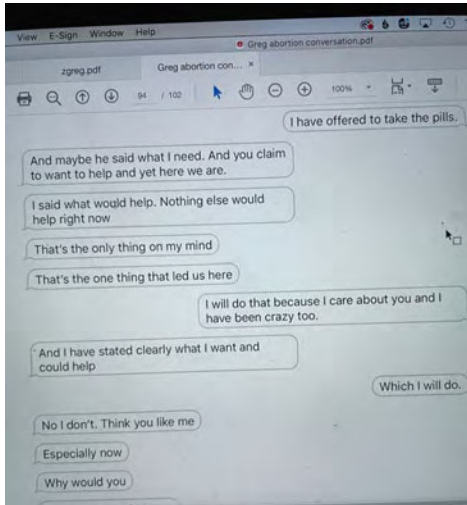 View E-Sign Window Help
Greg abortion conversation.pdf
zgreg.pdf
Greg abortion con... ×
94 / 102
100%
I have offered to take the pills.
And maybe he said what I need. And you claim
to want to help and yet here we are.
I said what would help. Nothing else would
help right now
That's the only thing on my mind
That's the one thing that led us here
I will do that because I care about you and I
have been crazy too.
And I have stated clearly what I want and
could help
Which I will do.
No I don't. Think you like me
Especially now
Why would you